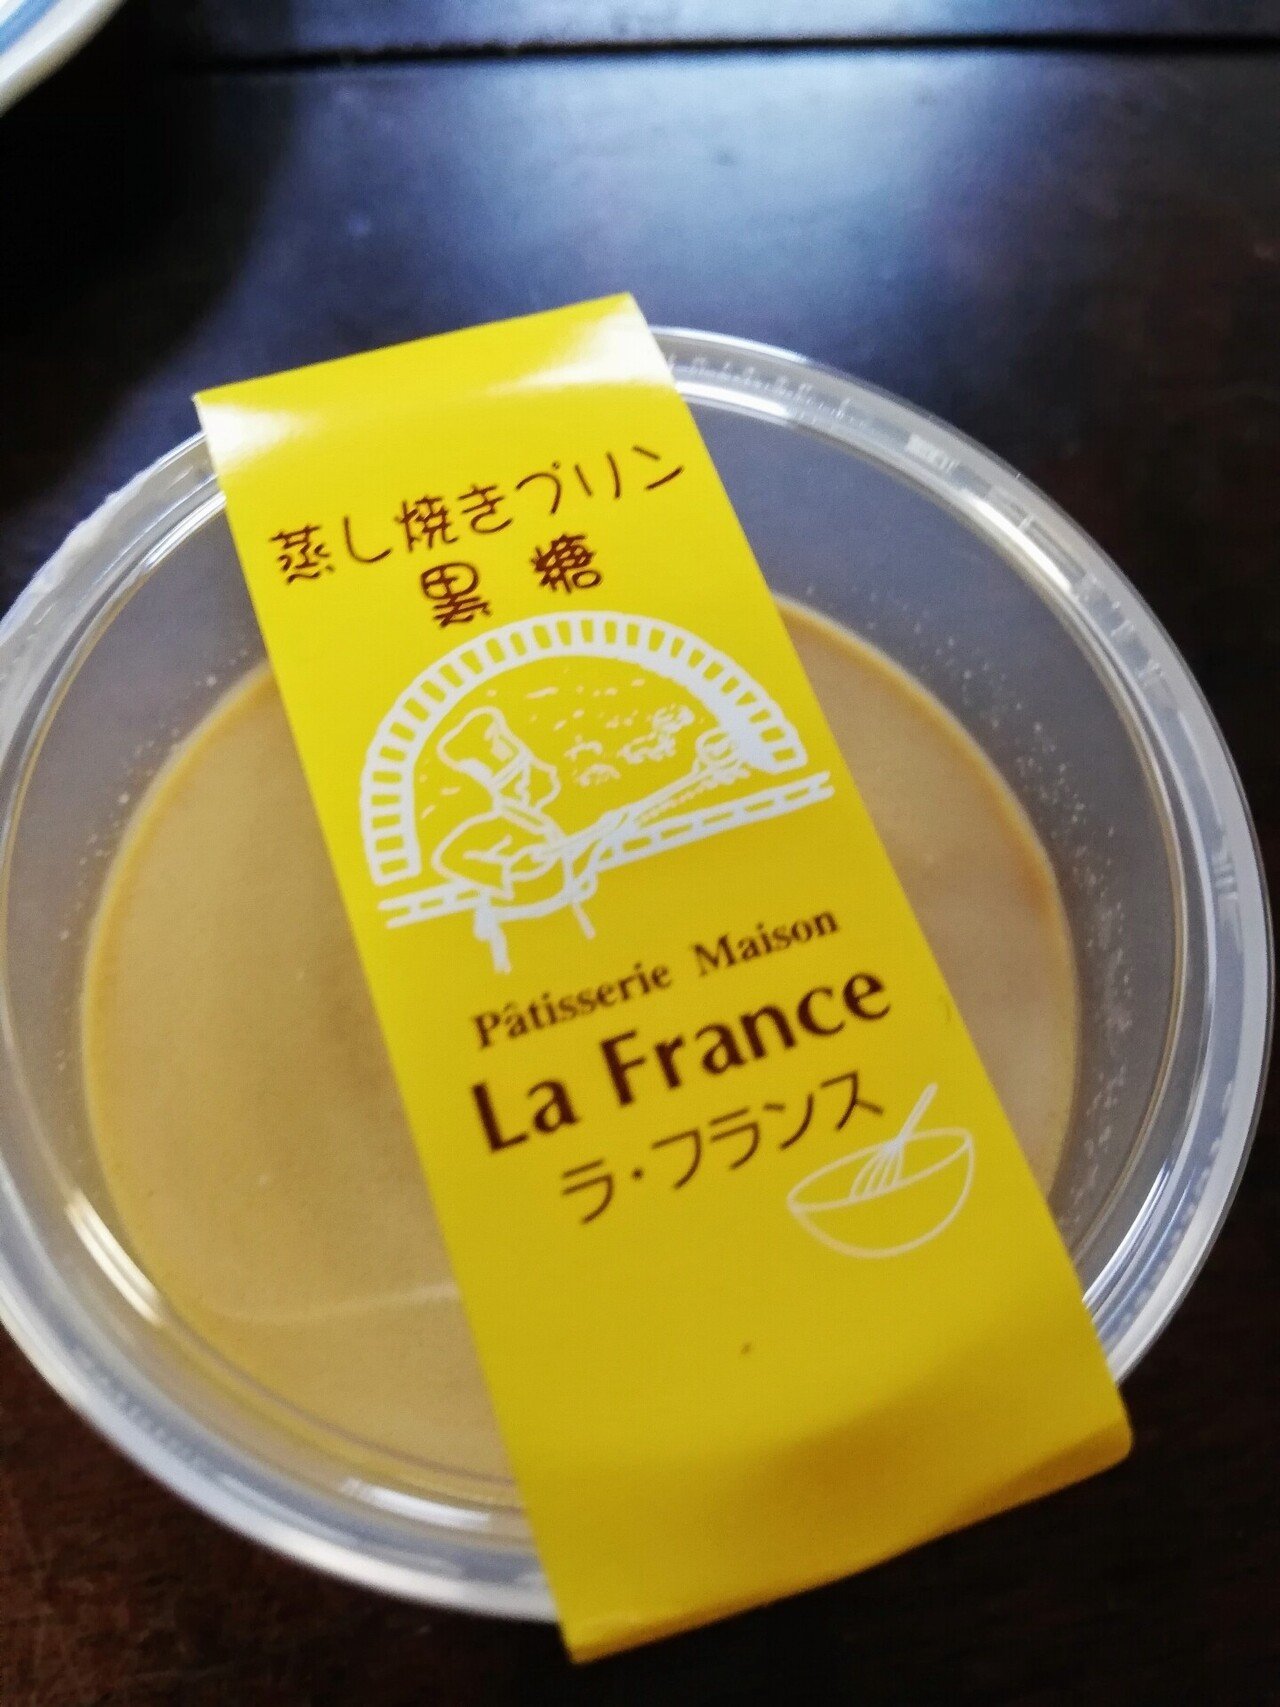 蒸し焼きプリン
黒糖
Pâtisserie Maison
La France
ラ・フランス